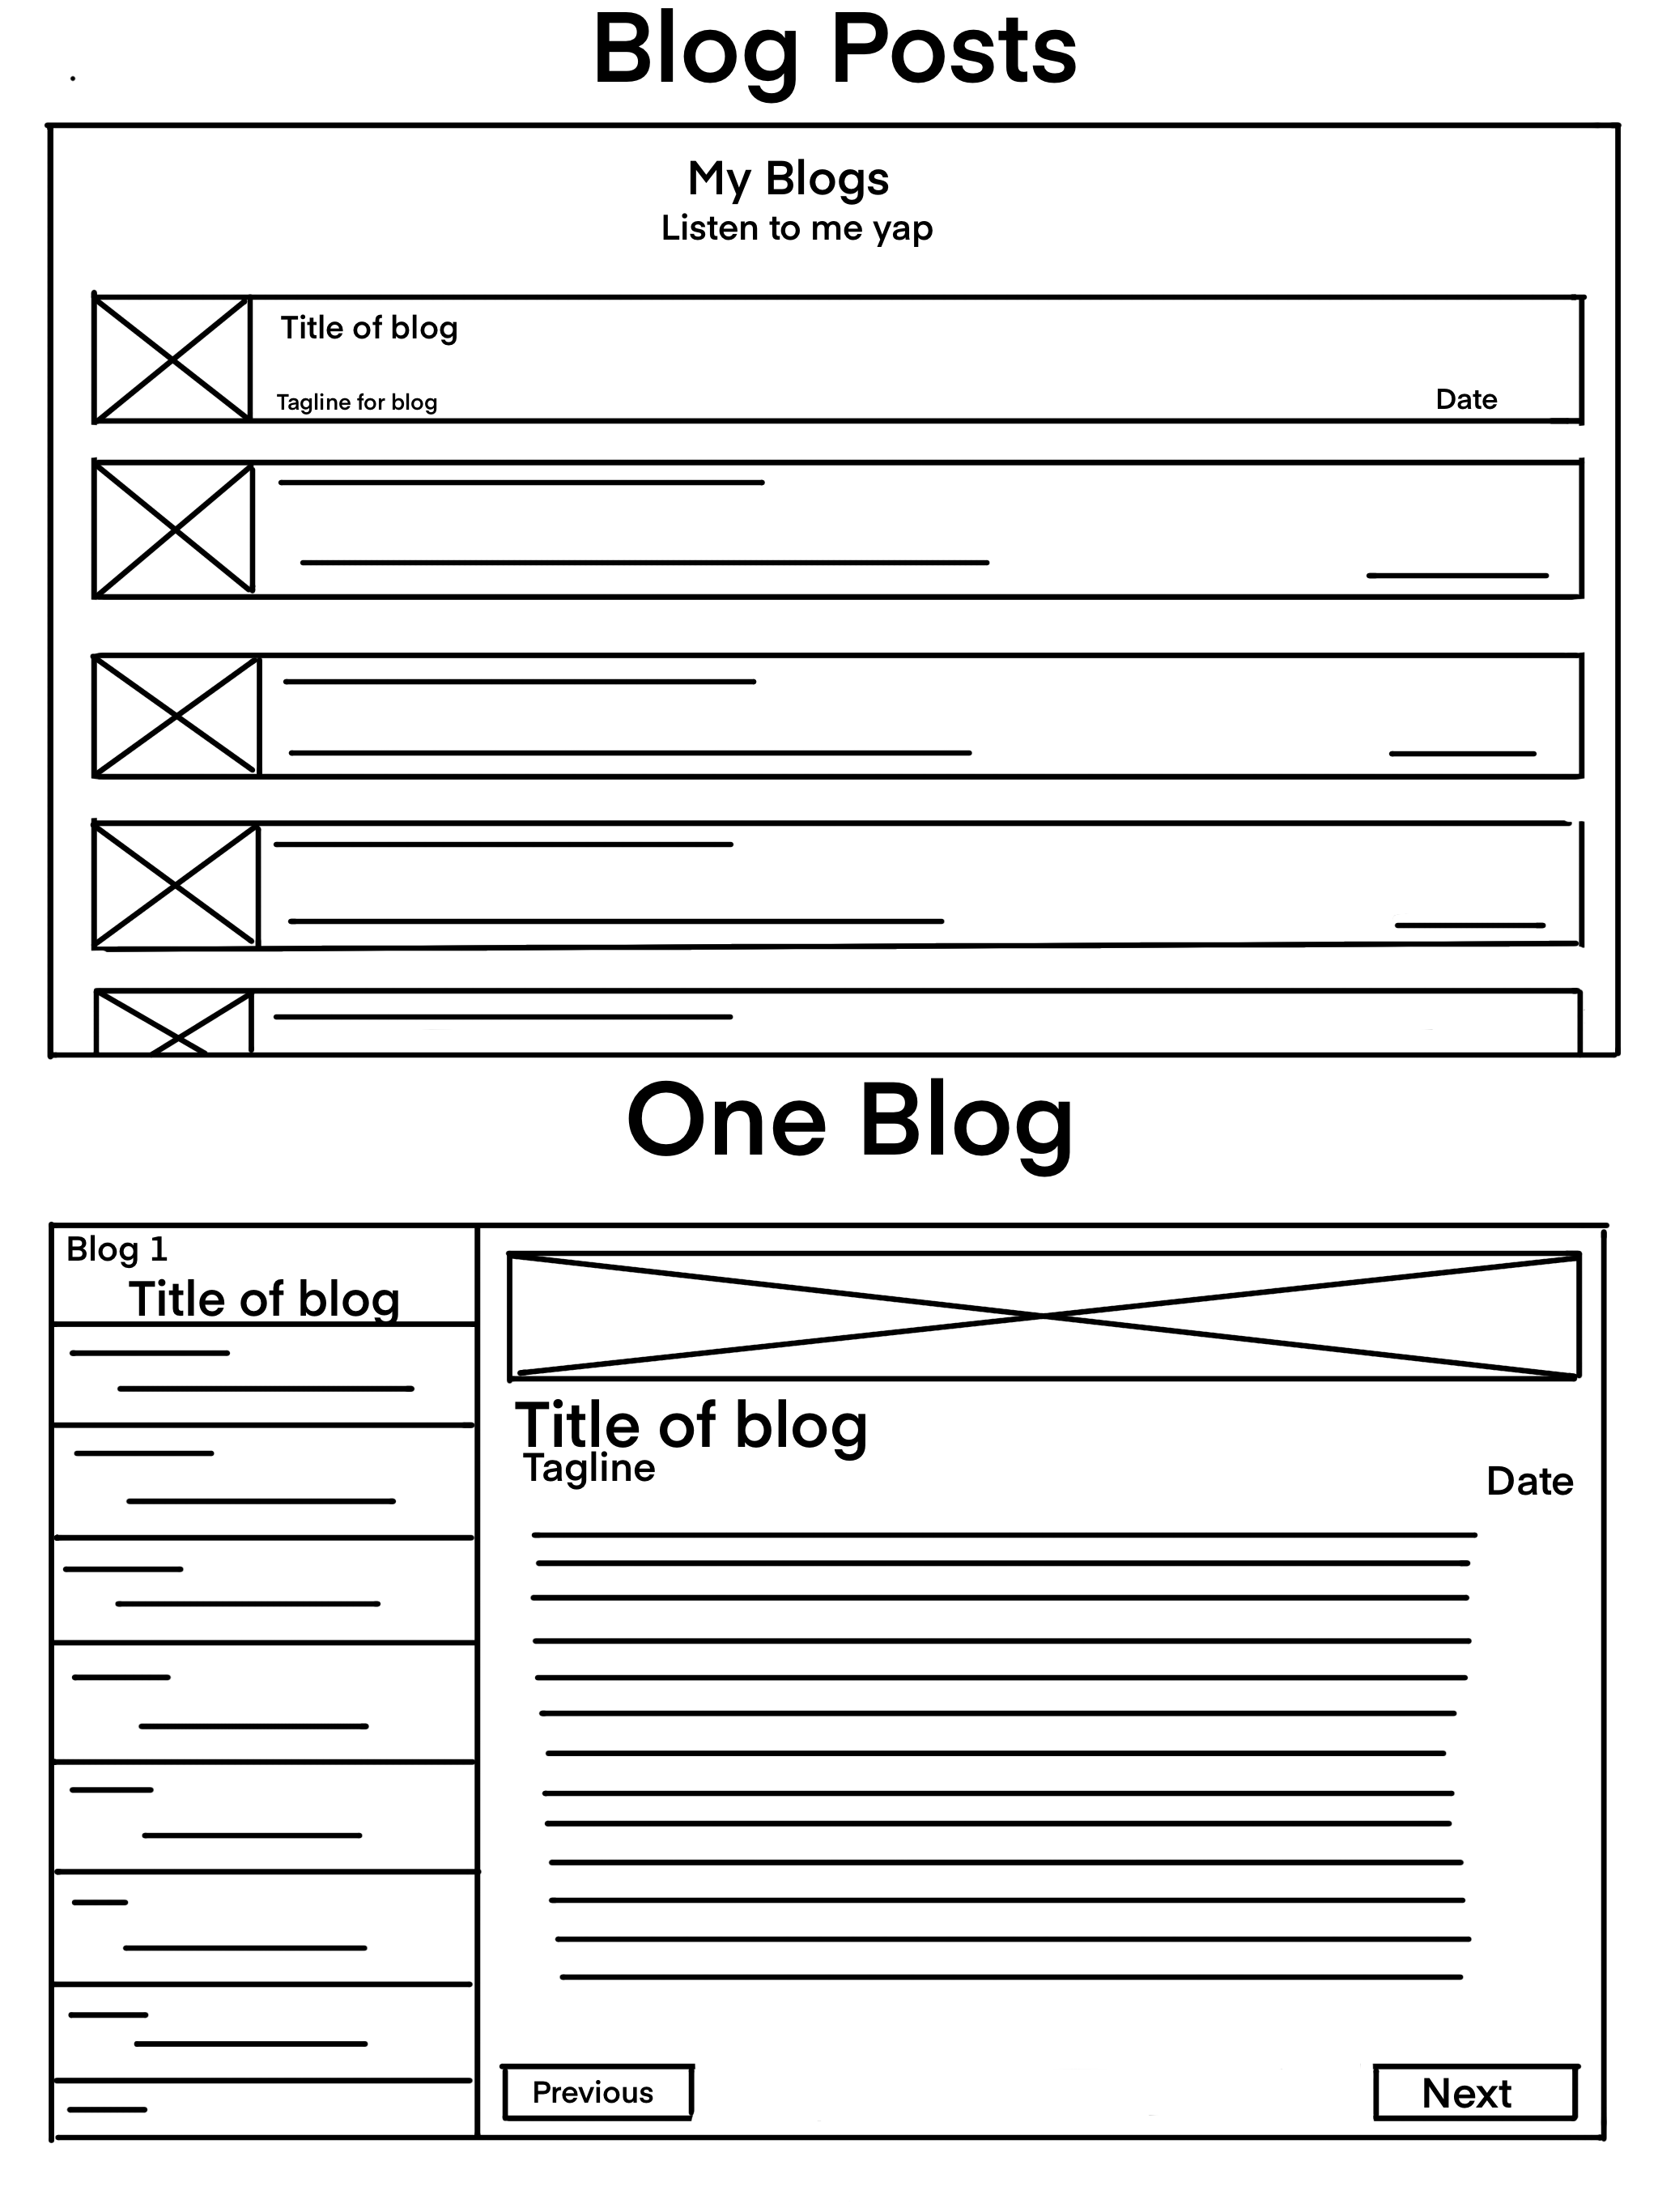 Blog Posts
My Blogs
Listen to me yap
Title of blog
Tagline for blog
Date
One Blog
Blog 1
Title of blog
Title of blog
Tagline
Date
Previous
Next